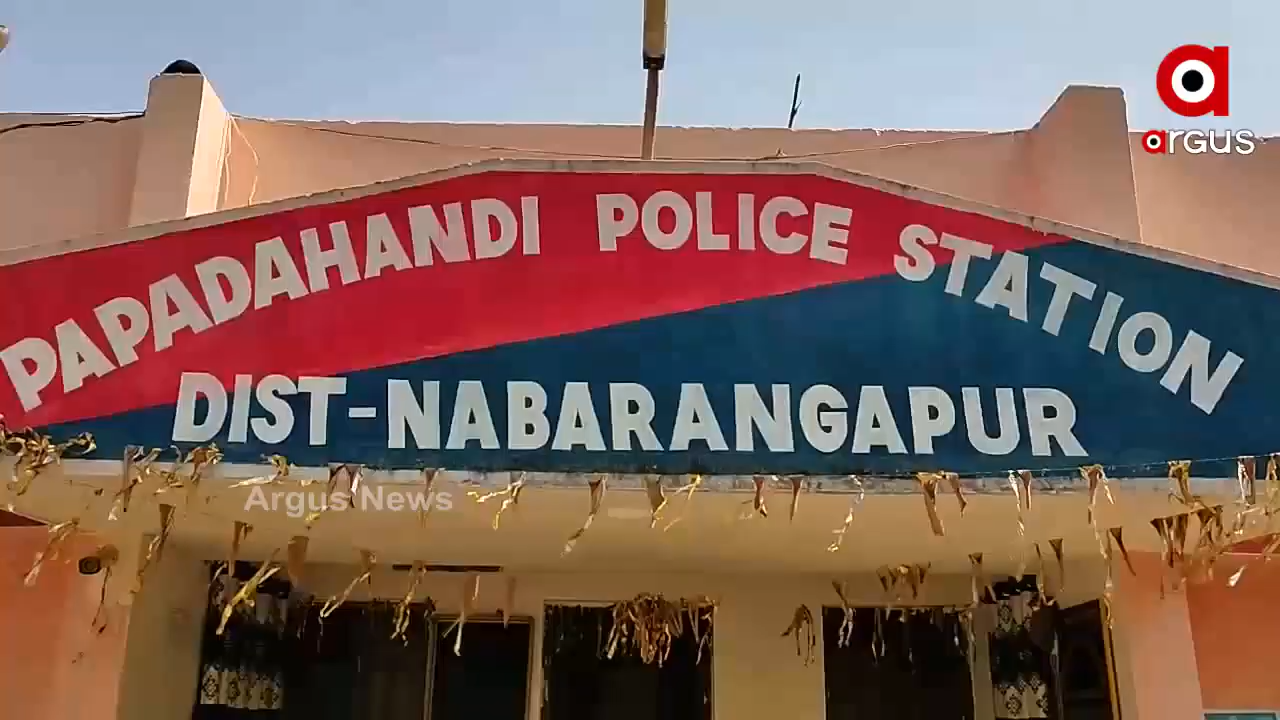 argus
PAPADAHANDI POLICE STATION
DIST-NABARANGAPUR
Argus News